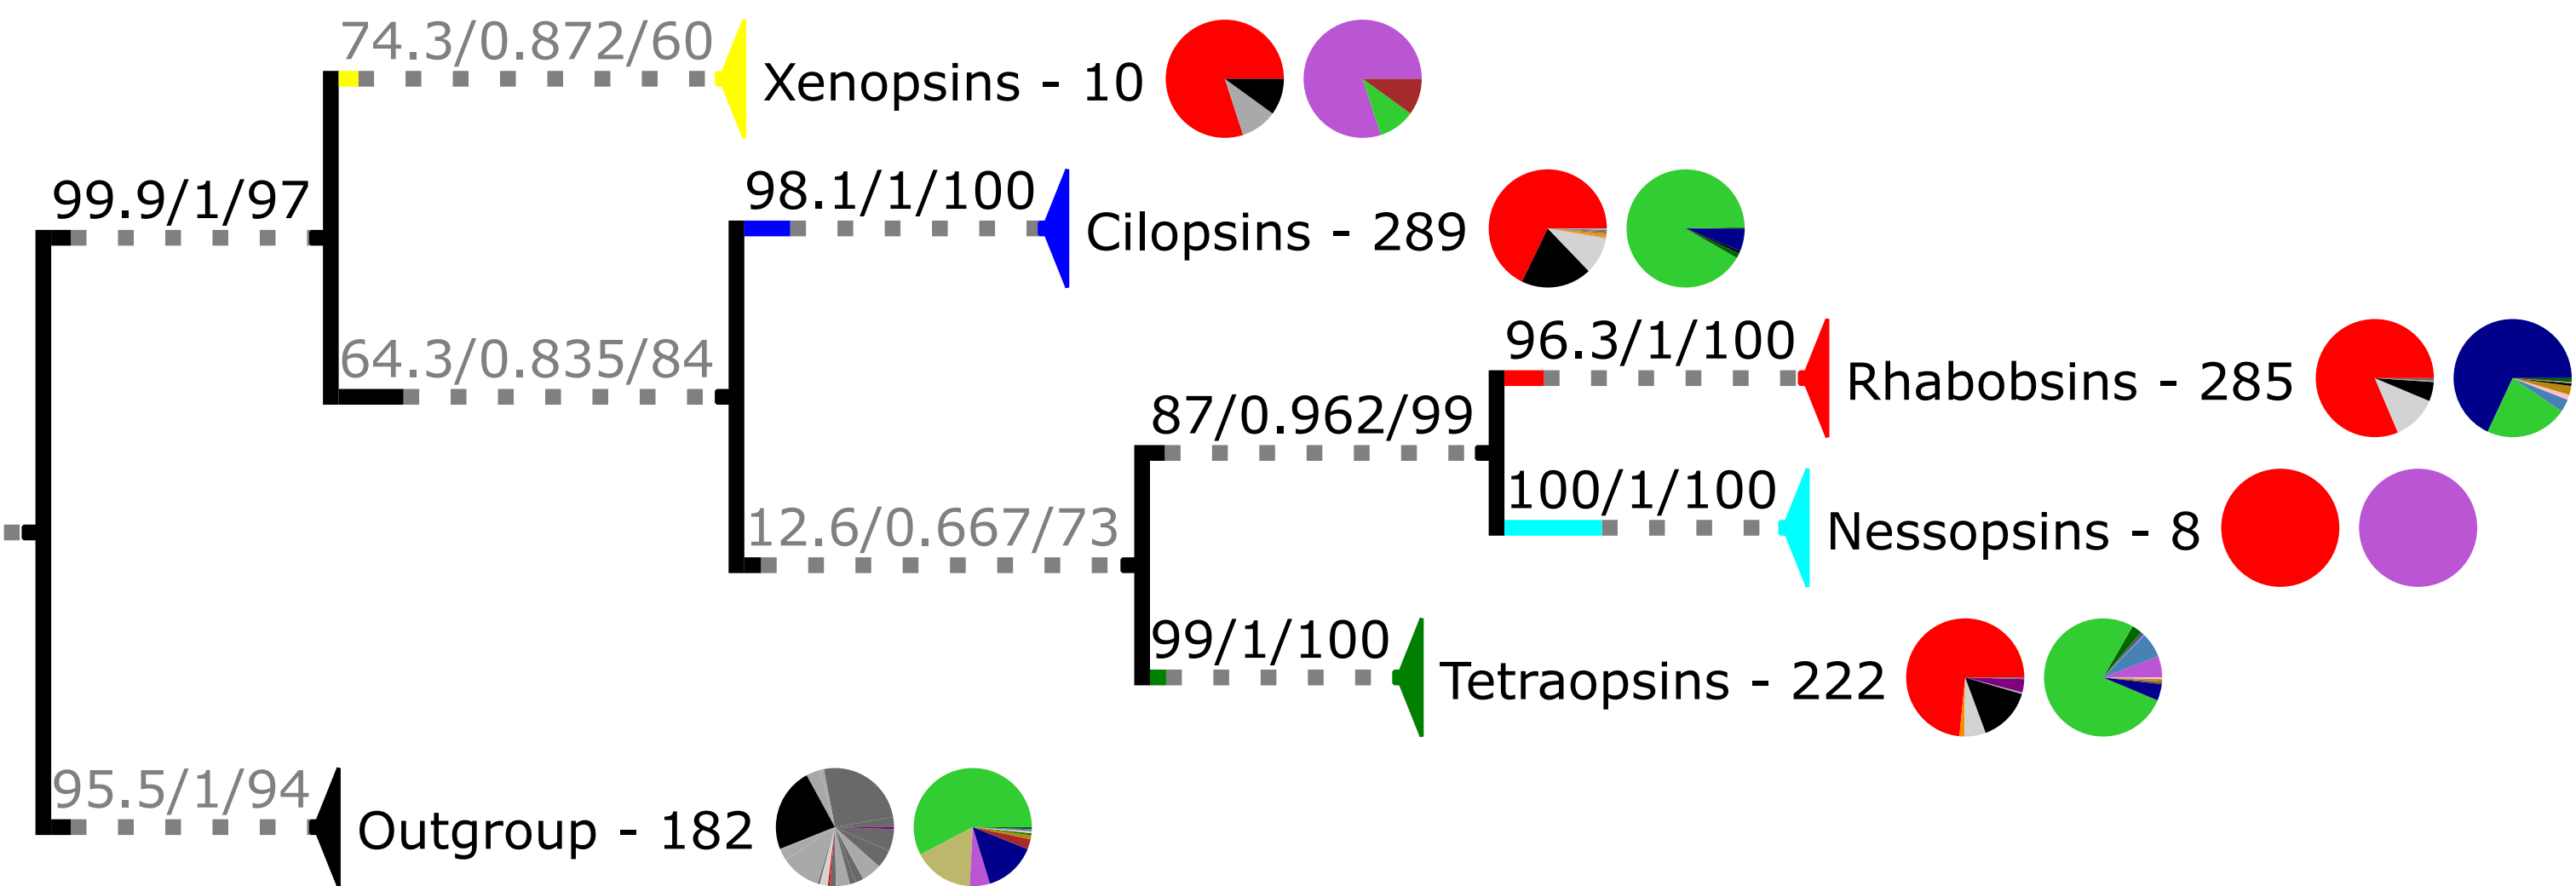 74.3/0.872/60
Xenopsins - 10
99.9/1/97
98.1/1/100
Cilopsins - 289
64.3/0.835/84
96.3/1/100
Rhabobsins - 285
87/0.962/99
100/1/100
Nessopsins - 8
12.6/0.667/73
99/1/100
Tetraopsins - 222
95.5/1/94
Outgroup - 182